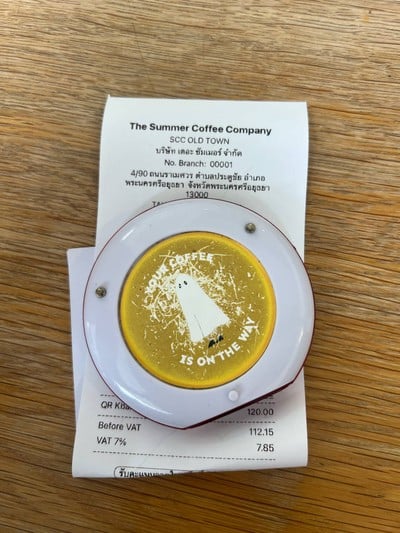 The Summer Coffee Company
SCC OLD TOWN
บริษัท เดอะ ซัมเมอร์ จำกัด
No. Branch: 00001
4/90 ถนนราเมศวร ตำบลประตูชัย อำเภอ
พระนครศรีอยุธยา จังหวัดพระนครศรีอยุธยา
13000
YOUR COFFEE
IS ON THE WAY
QR
120.00
Before VAT 112.15
VAT 7% 7.85